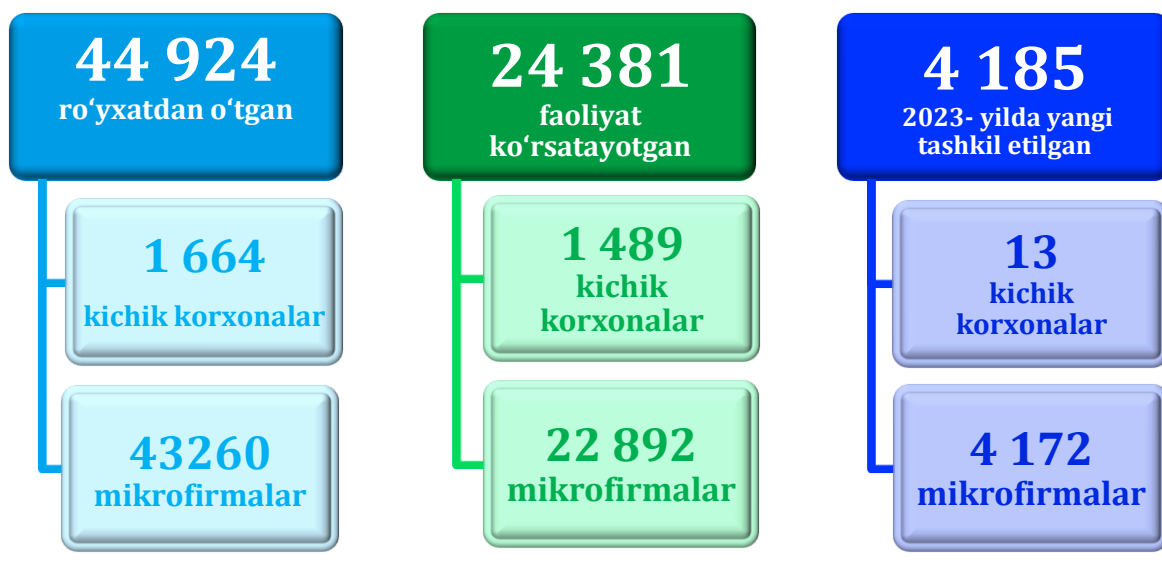 44 924
ro‘yxatdan o‘tgan
1 664
kichik korxonalar
43260
mikrofirmalar
24 381
faoliyat
ko‘rsatayotgan
1 489
kichik
korxonalar
22 892
mikrofirmalar
4 185
2023- yilda yangi
tashkil etilgan
13
kichik
korxonalar
4 172
mikrofirmalar